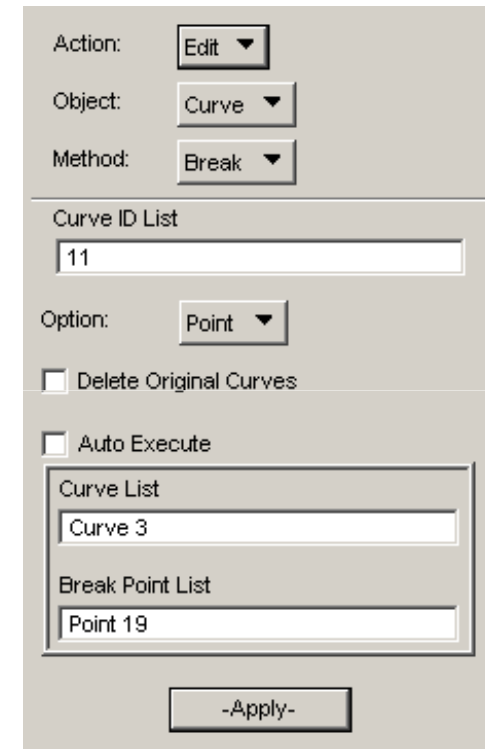 Action: Edit
Object: Curve
Method: Break
Curve ID List
11
Option: Point
Delete Original Curves
Auto Execute
Curve List
Curve 3
Break Point List
Point 19
-Apply-